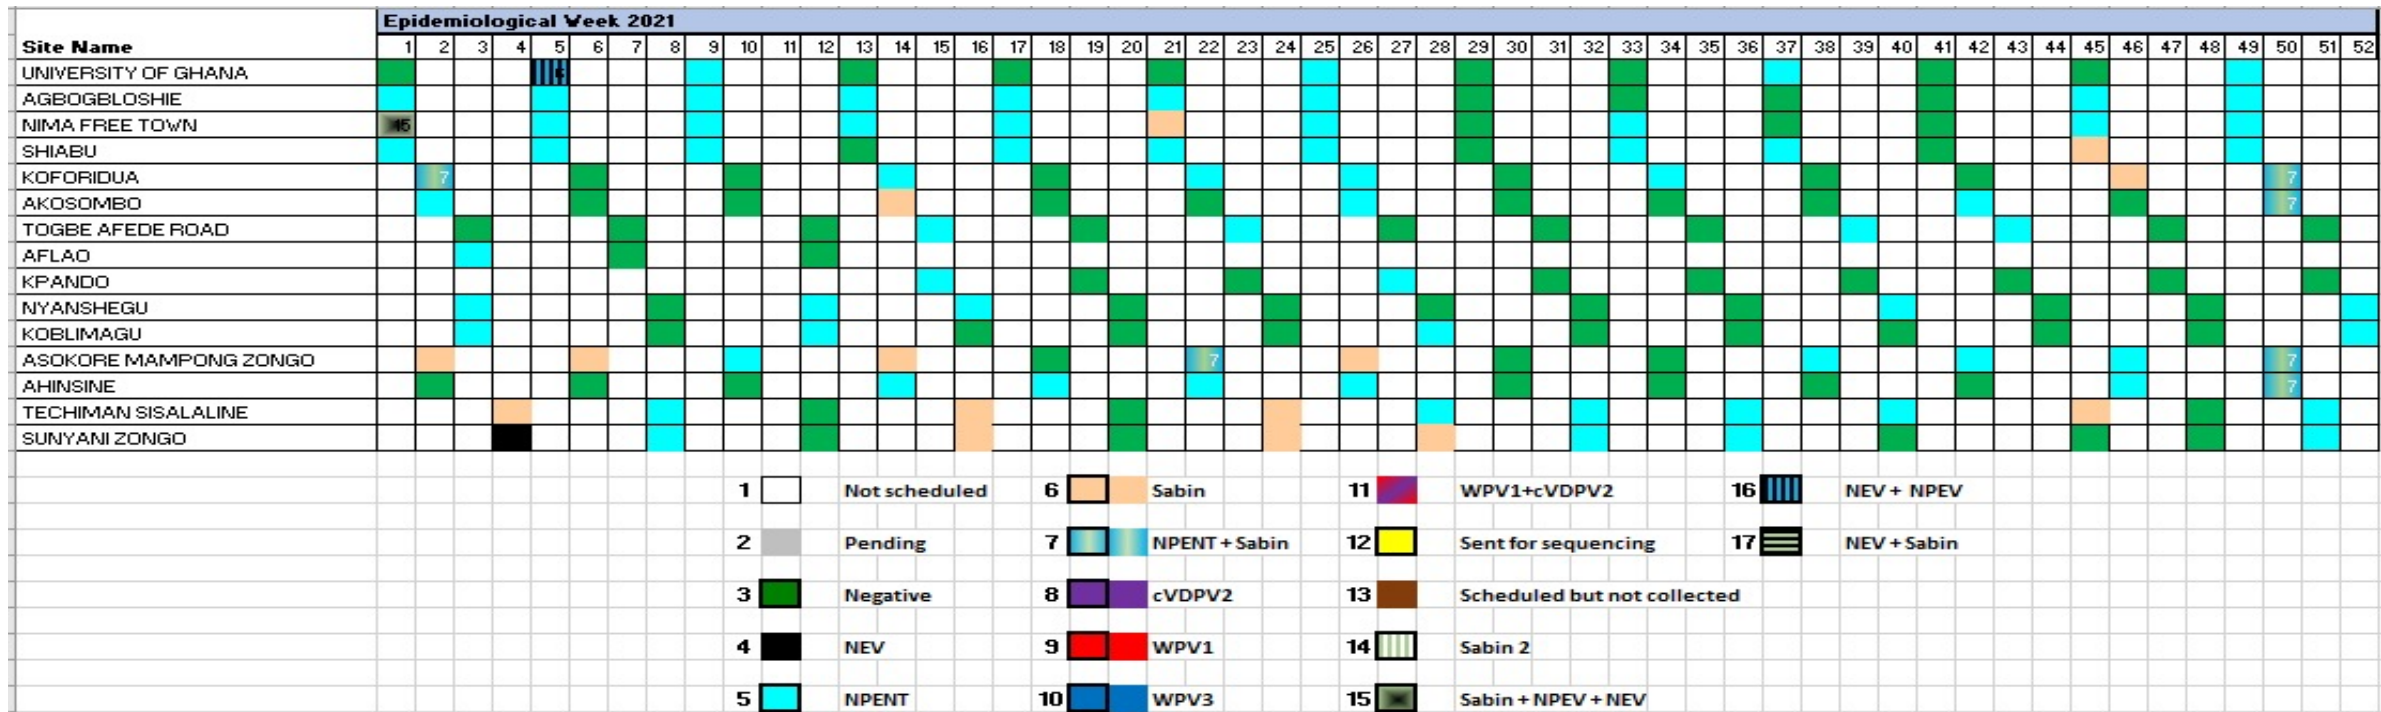 Epidemiological Week 2021
Site Name 1 2 3 4 5 6 7 8 9 10 11 12 13 14 15 16 17 18 19 20 21 22 23 24 25 26 27 28 29 30 31 32 33 34 35 36 37 38 39 40 41 42 43 44 45 46 47 48 49 50 51 52
UNIVERSITY OF GHANA
AGBOGBLOSHIE
NIMA FREE TOWN
SHIABU
KOFORIDUA 7 7
AKOSOMBO 7
TOGBE AFEDE ROAD
AFLAO
KPANDO
NYANSHEGU
KOBLIMAGU
ASOKORE MAMPONG ZONGO 7 7
AHINSINE 7
TECHIMAN SISALALINE
SUNYANI ZONGO
1 Not scheduled 6 Sabin 11 WPV1+cVDPV2 16 NEV + NPEV
2 Pending 7 NPENT + Sabin 12 Sent for sequencing 17 NEV + Sabin
3 Negative 8 cVDPV2 13 Scheduled but not collected
4 NEV 9 WPV1 14 Sabin 2
5 NPENT 10 WPV3 15 Sabin + NPEV + NEV